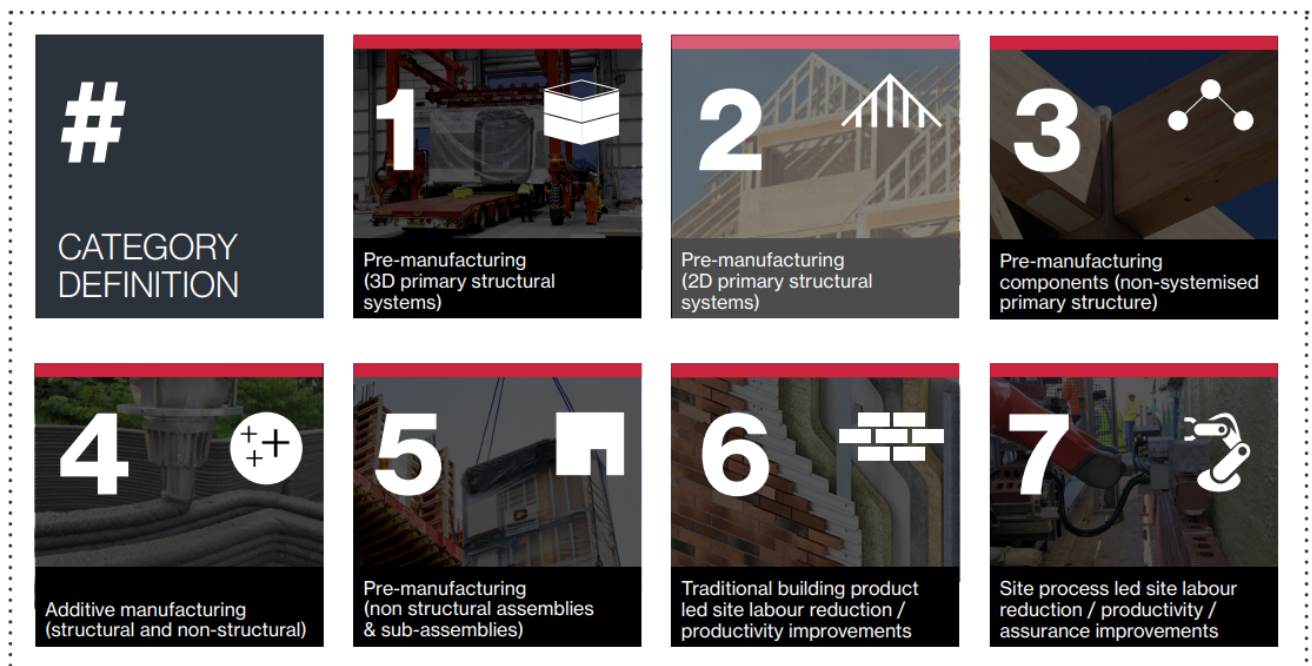 #
CATEGORY
DEFINITION
1
Pre-manufacturing
(3D primary structural
systems)
2
Pre-manufacturing
(2D primary structural
systems)
3
Pre-manufacturing
components (non-systemised
primary structure)
4
Additive manufacturing
(structural and non-structural)
5
Pre-manufacturing
(non structural assemblies
& sub-assemblies)
6
Traditional building product
led site labour reduction /
productivity improvements
7
Site process led site labour
reduction / productivity /
assurance improvements